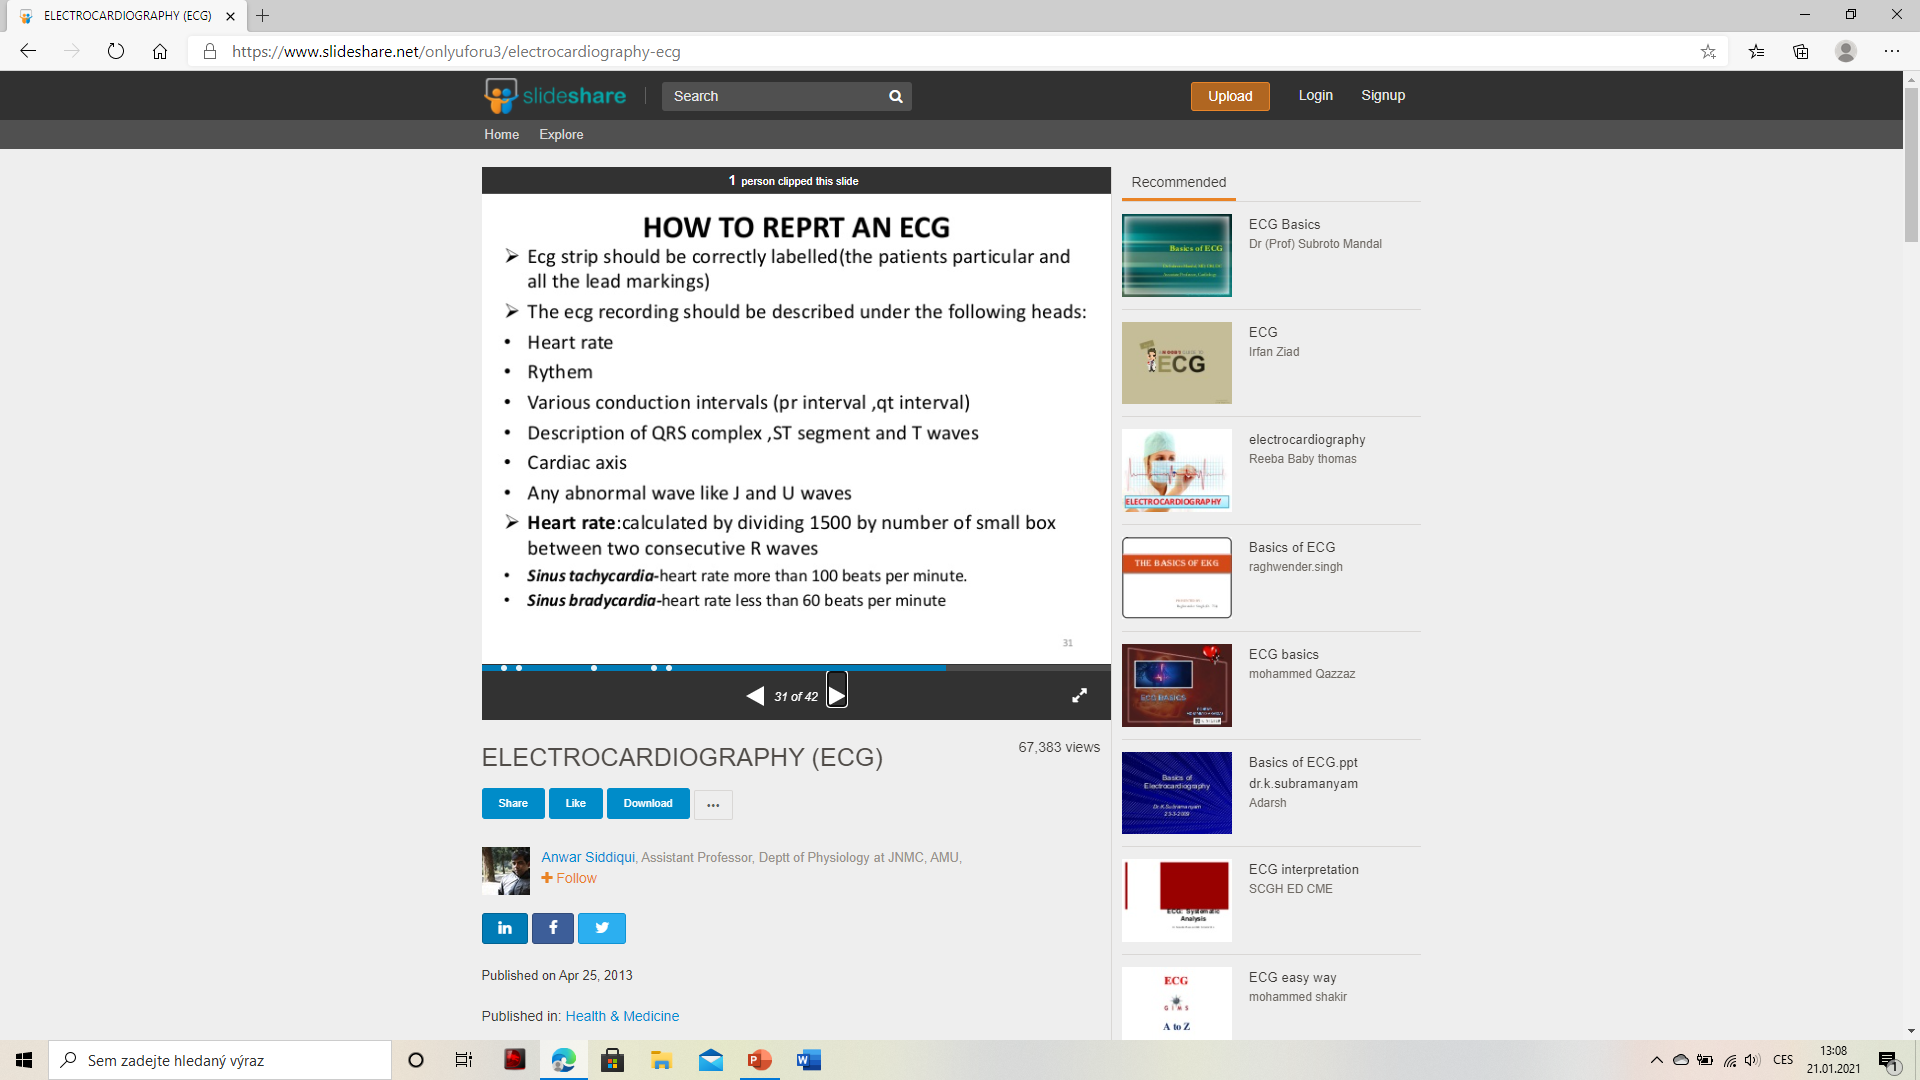 ELECTROCARDIOGRAPHY (ECG)
https://www.slideshare.net/onlyuforu3/electrocardiography-ecg
slideshare
Search
Upload
Login
Signup
Home
Explore
1 person clipped this slide
HOW TO REPRT AN ECG
➢ Ecg strip should be correctly labelled(the patients particular and
all the lead markings)
➢ The ecg recording should be described under the following heads:
• Heart rate
• Rythem
• Various conduction intervals (pr interval ,qt interval)
• Description of QRS complex ,ST segment and T waves
• Cardiac axis
• Any abnormal wave like J and U waves
➢ Heart rate:calculated by dividing 1500 by number of small box
between two consecutive R waves
• Sinus tachycardia-heart rate more than 100 beats per minute.
• Sinus bradycardia-heart rate less than 60 beats per minute
31
31 of 42
ELECTROCARDIOGRAPHY (ECG)
67,383 views
Share
Like
Download
...
Anwar Siddiqui, Assistant Professor, Deptt of Physiology at JNMC, AMU,
+ Follow
in
f
Published on Apr 25, 2013
Published in: Health & Medicine
Recommended
Basics of ECG
ECG Basics
Dr (Prof) Subroto Mandal
ECG
ECG
Irfan Ziad
ELECTROCARDIOGRAPHY
electrocardiography
Reeba Baby thomas
THE BASICS OF EKG
Basics of ECG
raghwender.singh
ECG BASICS
ECG basics
mohammed Qazzaz
Basics of
Electrocardiography
Dr.K.Subramanyam
23-3-2009
Basics of ECG.ppt
dr.k.subramanyam
Adarsh
ECG: Systematic
Analysis
ECG interpretation
SCGH ED CME
ECG
GIMS
A to Z
ECG easy way
mohammed shakir
Sem zadejte hledaný výraz
CES
13:08
21.01.2021
1